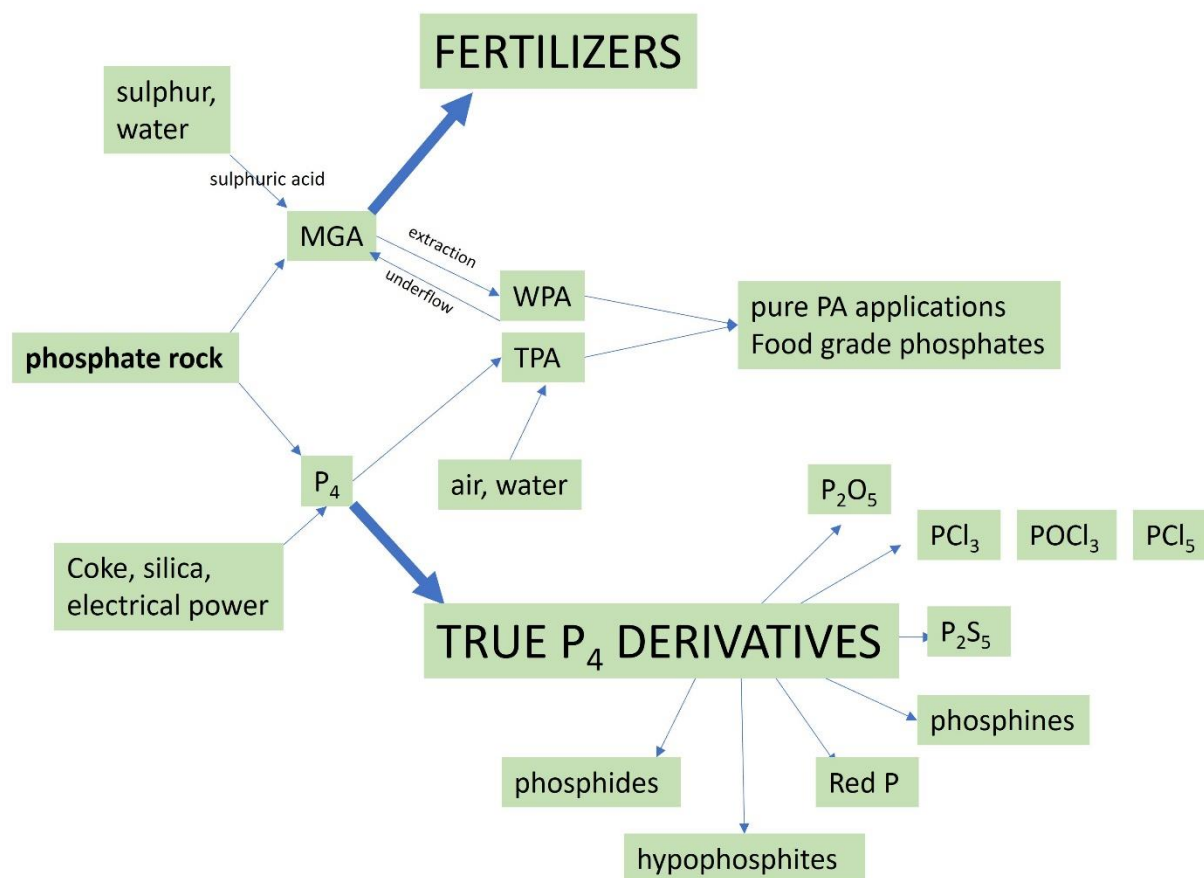 FERTILIZERS
sulphur,
water
sulphuric acid
MGA
extraction
underflow
WPA
pure PA applications
Food grade phosphates
phosphate rock
TPA
P₄
air, water
P₂O₅
Coke, silica,
electrical power
PCl₃
POCl₃
PCl₅
TRUE P₄ DERIVATIVES
P₂S₅
phosphines
phosphides
Red P
hypophosphites